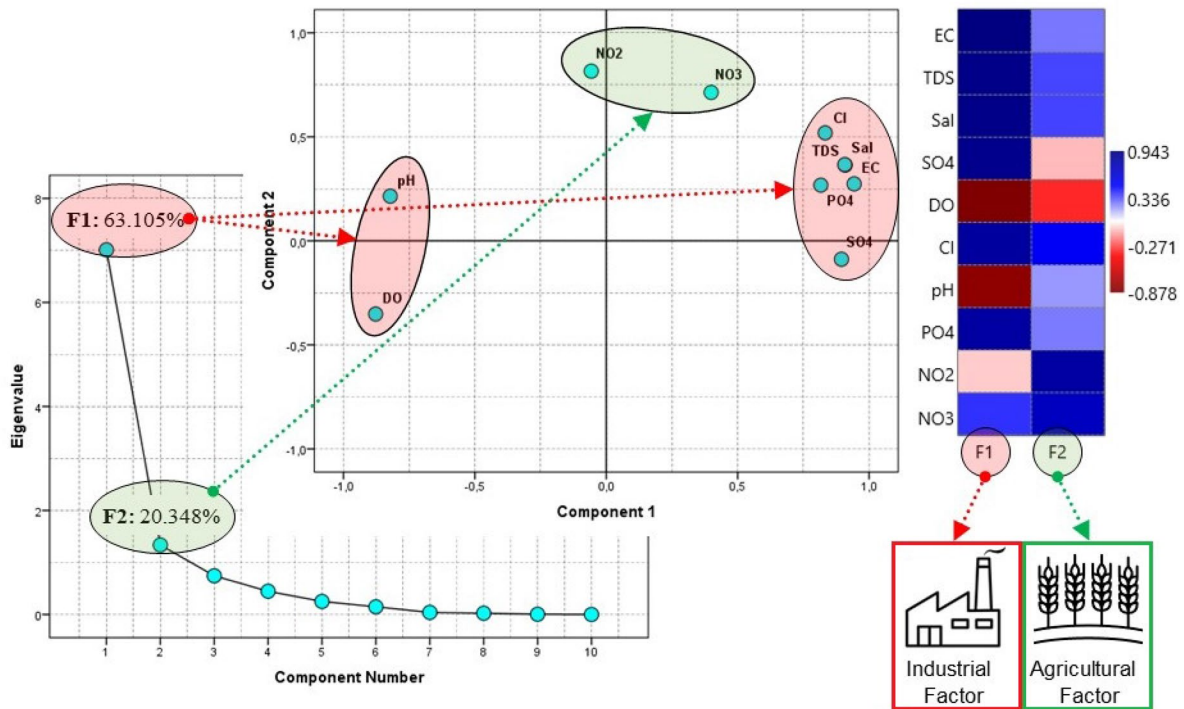 8
6
4
2
0
Eigenvalue
F1: 63.105%
F2: 20.348%
1
2
3
4
5
6
7
8
9
10
Component Number
1,0
0,5
0,0
-0,5
-1,0
Component 2
NO2
NO3
Cl
TDS
Sal
EC
PO4
SO4
pH
DO
-1,0
-0,5
0,0
0,5
1,0
Component 1
EC
TDS
Sal
SO4
DO
Cl
pH
PO4
NO2
NO3
0.943
0.336
-0.271
-0.878
F1
F2
Industrial
Factor
Agricultural
Factor